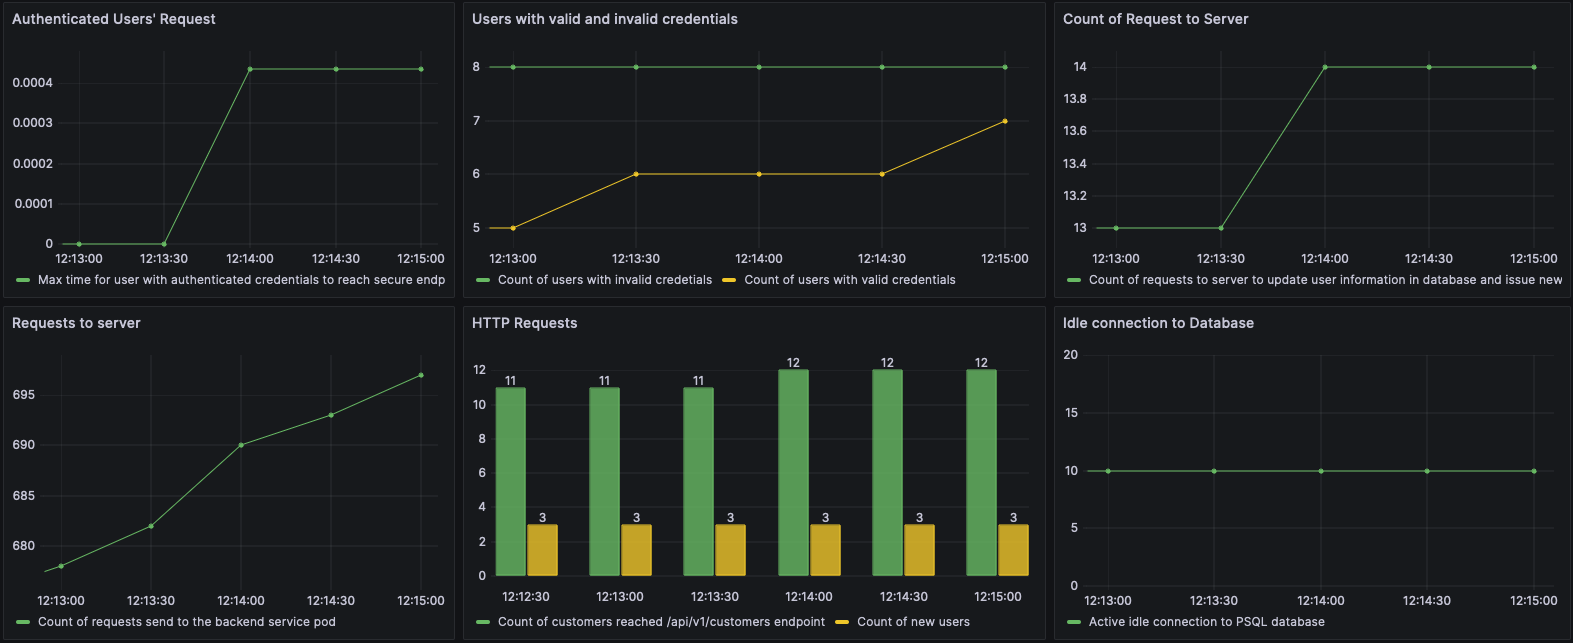 Authenticated Users' Request
0.0004
0.0003
0.0002
0.0001
0
12:13:00 12:13:30 12:14:00 12:14:30 12:15:00
Max time for user with authenticated credentials to reach secure endp
Users with valid and invalid credentials
8
7
6
5
12:13:00 12:13:30 12:14:00 12:14:30 12:15:00
Count of users with invalid credetials Count of users with valid credentials
Count of Request to Server
14
13.8
13.6
13.4
13.2
13
12:13:00 12:13:30 12:14:00 12:14:30 12:15:00
Count of requests to server to update user information in database and issue new
Requests to server
695
690
685
680
12:13:00 12:13:30 12:14:00 12:14:30 12:15:00
Count of requests send to the backend service pod
HTTP Requests
12
10
8
6
4
2
0
11 11 11 12 12 12
3 3 3 3 3 3
12:12:30 12:13:00 12:13:30 12:14:00 12:14:30 12:15:00
Count of customers reached /api/v1/customers endpoint Count of new users
Idle connection to Database
20
15
10
5
0
12:13:00 12:13:30 12:14:00 12:14:30 12:15:00
Active idle connection to PSQL database